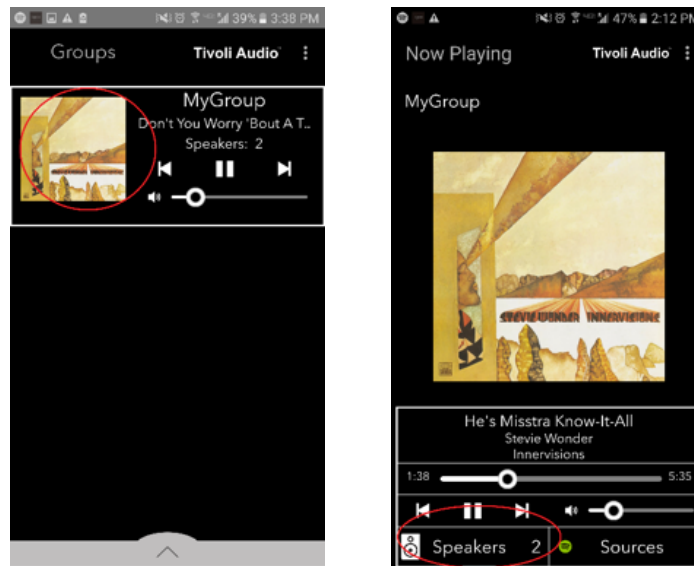 39% 3:38 PM
Groups
Tivoli Audio
MyGroup
Don't You Worry 'Bout A T...
Speakers: 2
47% 2:12 PM
Now Playing
Tivoli Audio
MyGroup
STEVIE WONDER INNERVISIONS
He's Misstra Know-It-All
Stevie Wonder
Innervisions
1:38
5:35
Speakers 2
Sources